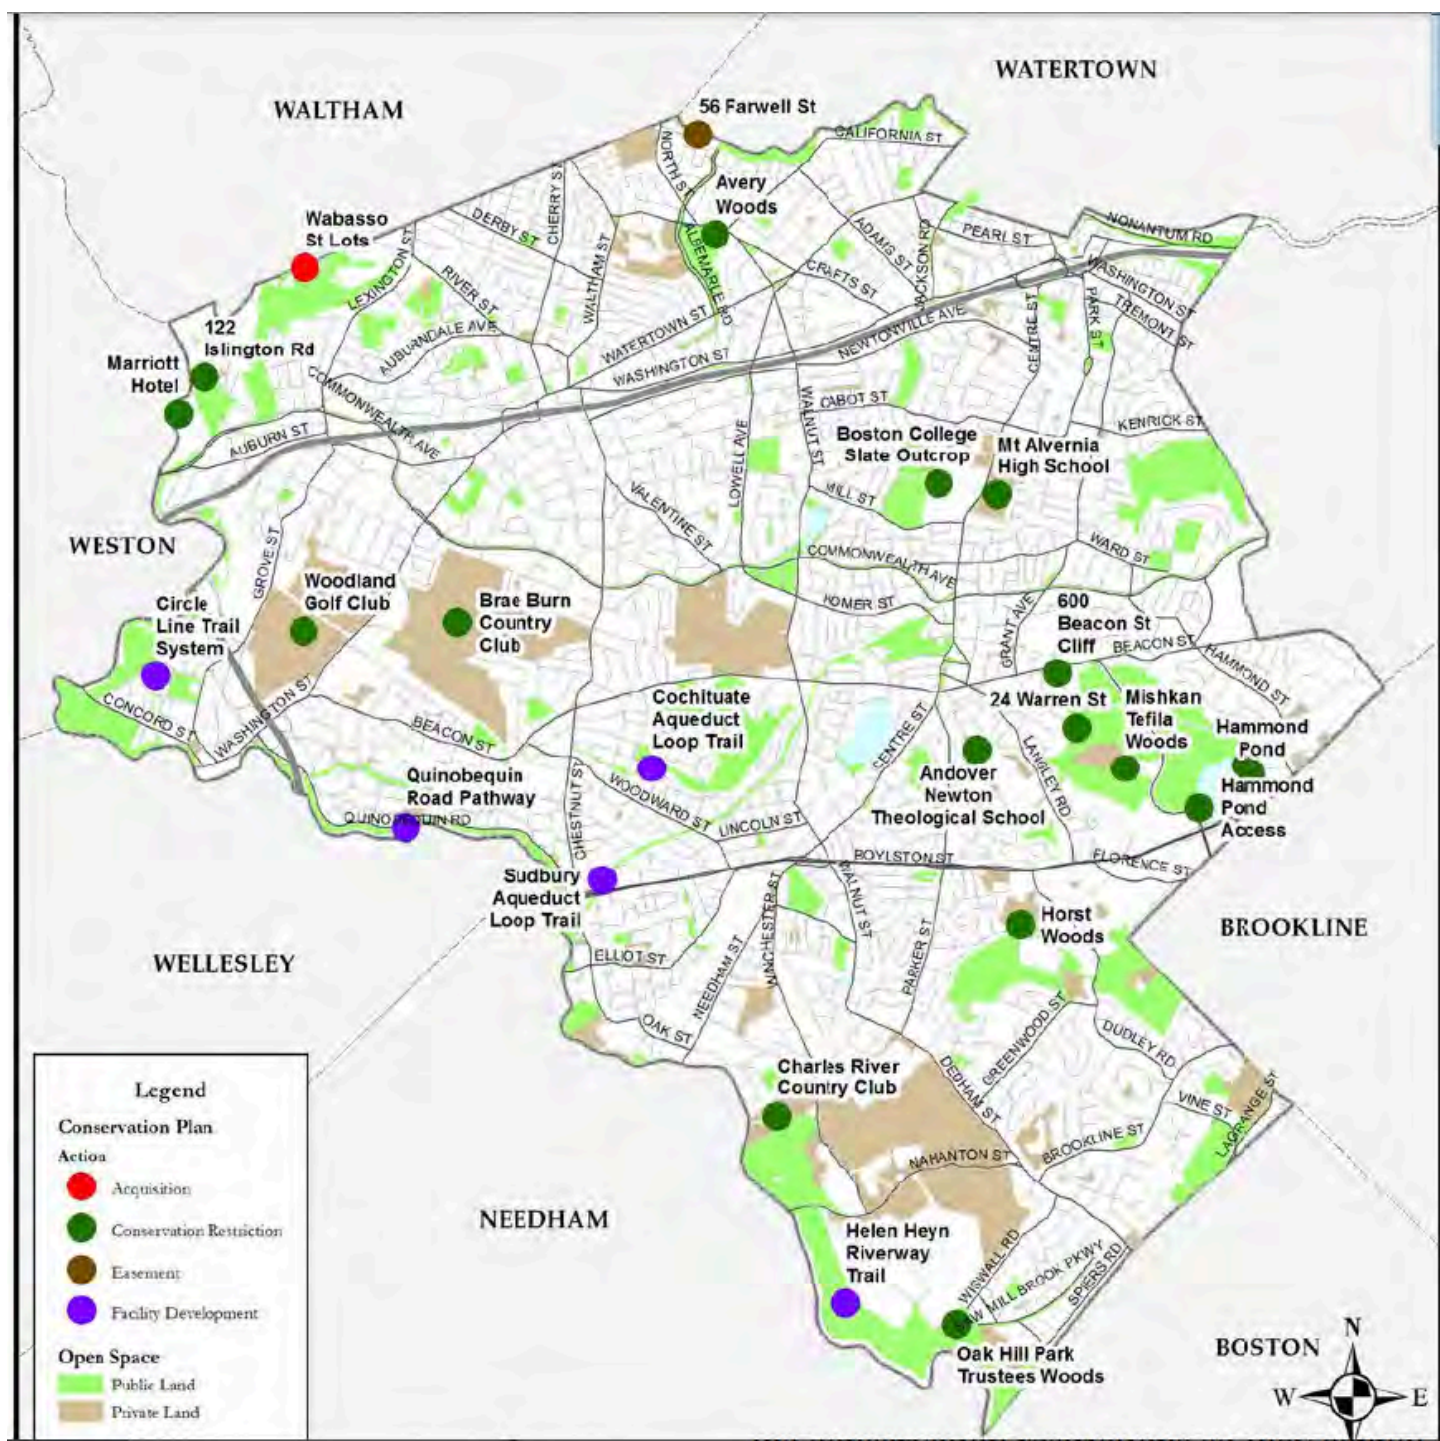 WATERTOWN
WALTHAM
56 Farwell St
CALIFORNIA ST
NORTH ST
Avery
Woods
CHERRY ST
DERBY ST
Wabasso
St Lots
LEXINGTON ST
RIVER ST
WALTHAM ST
ALBEMARLE RD
ADAMS ST
JACKSON RD
PEARL ST
NONANTUM RD
CRAFTS ST
WASHINGTON ST
TREMONT ST
PARK ST
CENTRE ST
122
Islington Rd
AUBURNDALE AVE
WATERTOWN ST
WASHINGTON ST
NEWTONVILLE AVE
Marriott
Hotel
COMMONWEALTH AVE
AUBURN ST
CABOT ST
WALNUT ST
LOWELL AVE
KENRICK ST
Boston College
Slate Outcrop
Mt Alvernia
High School
MILL ST
VALENTINE ST
WESTON
GROVE ST
COMMONWEALTH AVE
WARD ST
Woodland
Golf Club
Brae Burn
Country
Club
HOMER ST
GRANT AVE
600
Beacon St
Cliff
BEACON ST
HAMMOND ST
Circle
Line Trail
System
CONCORD ST
WASHINGTON ST
BEACON ST
Cochituate
Aqueduct
Loop Trail
CENTRE ST
24 Warren St
Mishkan
Tefila
Woods
Hammond
Pond
Hammond
Pond
Access
LANGLEY RD
Andover
Newton
Theological School
Quinobequin
Road Pathway
QUINOBEQUIN RD
CHESTNUT ST
WOODWARD ST
LINCOLN ST
BOYLSTON ST
FLORENCE ST
Sudbury
Aqueduct
Loop Trail
WINCHESTER ST
WALNUT ST
PARKER ST
Horst
Woods
BROOKLINE
WELLESLEY
ELLIOT ST
NEEDHAM ST
OAK ST
GREENWOOD ST
DUDLEY RD
DEDHAM ST
Charles River
Country Club
VINE ST
LAGRANGE ST
BROOKLINE ST
NAHANTON ST
NEEDHAM
Helen Heyn
Riverway
Trail
WISWALL RD
SAW MILL BROOK PKWY
SPIERS RD
Oak Hill Park
Trustees Woods
BOSTON
N
W
E
Legend
Conservation Plan
Action
Acquisition
Conservation Restriction
Easement
Facility Development
Open Space
Public Land
Private Land